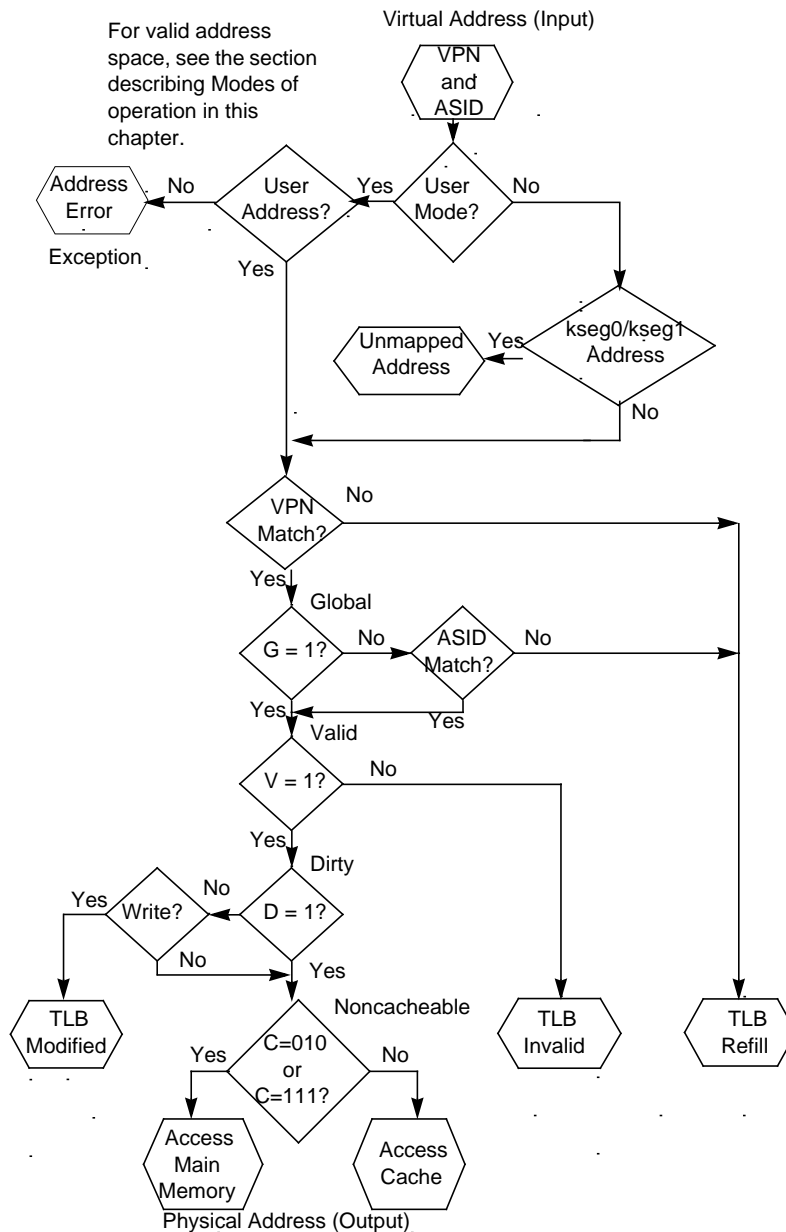 Virtual Address (Input)
For valid address
space, see the section
describing Modes of
operation in this
chapter.
VPN
and
ASID
Address
Error
No
User
Address?
Yes
User
Mode?
No
Exception
Yes
Unmapped
Address
Yes
kseg0/kseg1
Address
No
VPN
Match?
No
Yes
Global
G = 1?
No
ASID
Match?
No
Yes
Yes
Valid
V = 1?
No
Yes
Dirty
Yes
Write?
No
D = 1?
No
Yes
Noncacheable
TLB
Modified
TLB
Invalid
TLB
Refill
Yes
C=010
or
C=111?
No
Access
Main
Memory
Access
Cache
Physical Address (Output)